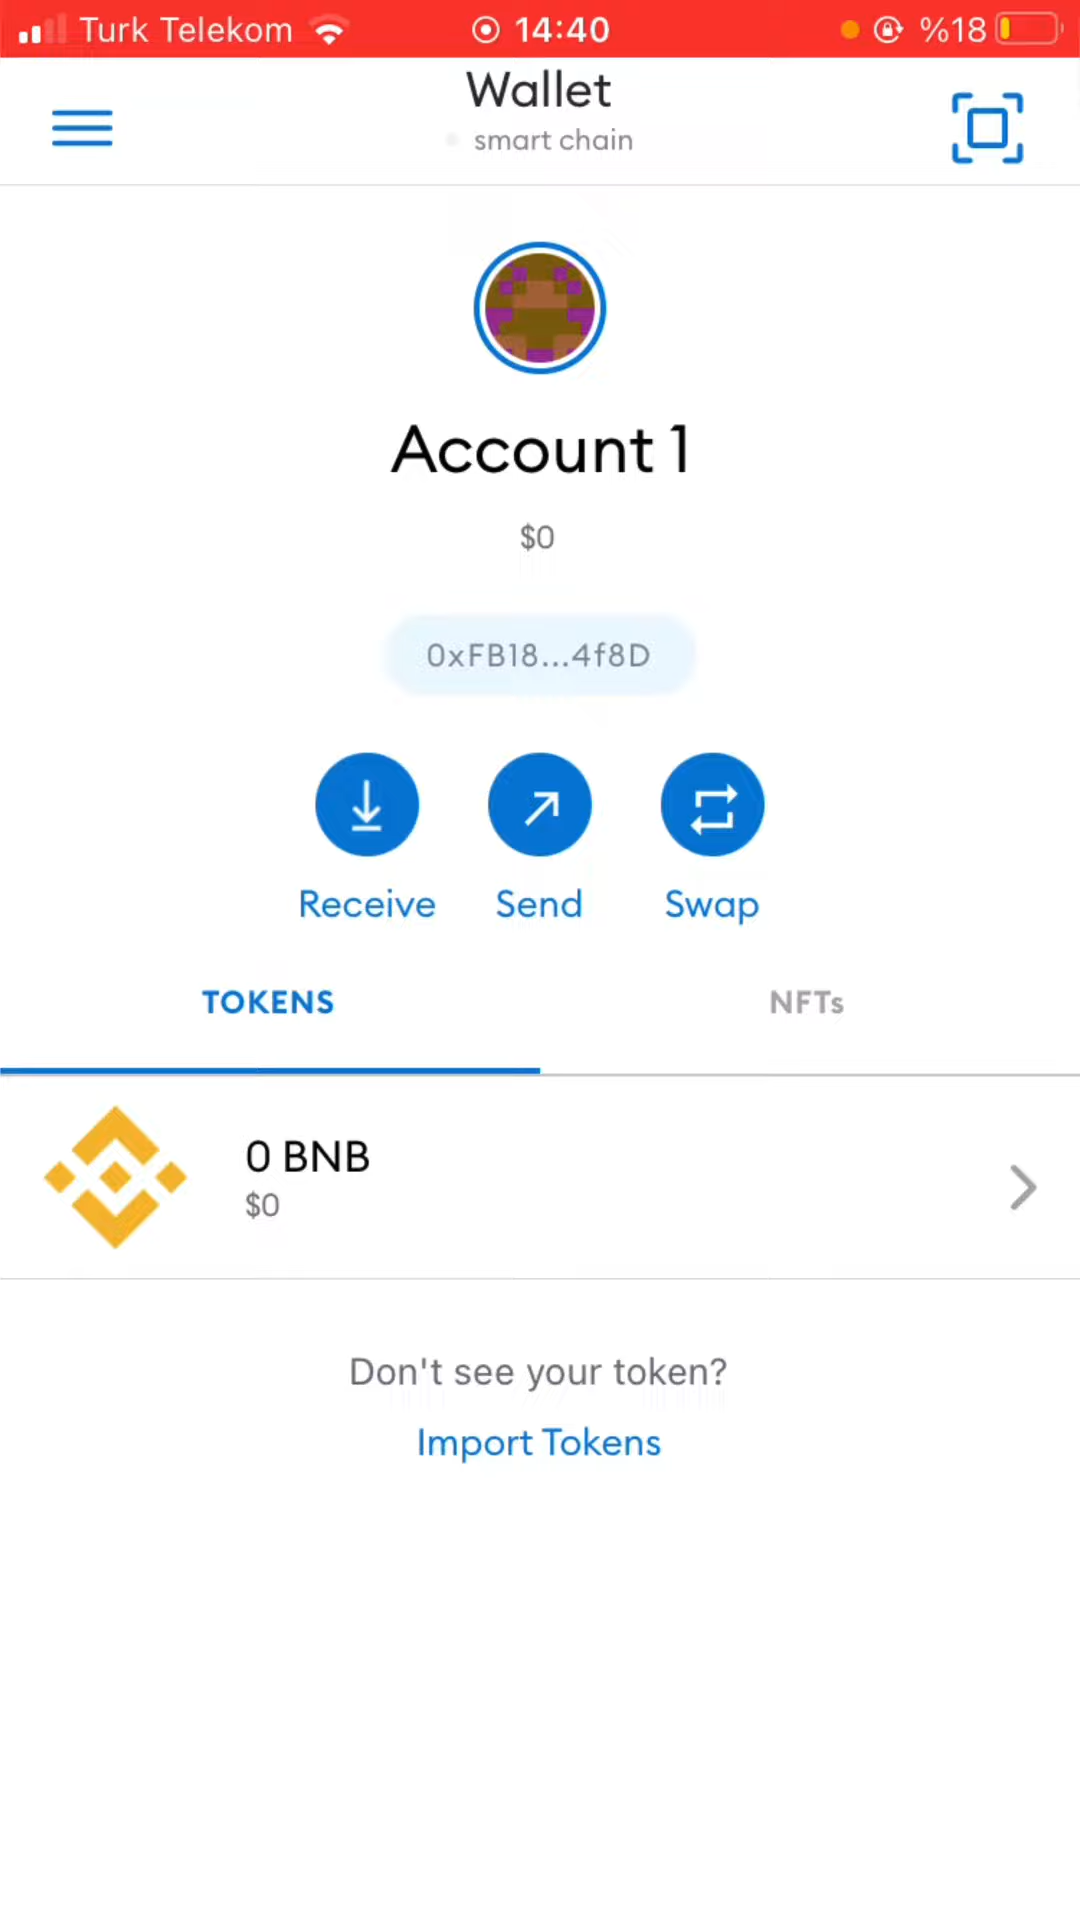 Turk Telekom 14:40 %18
Wallet
smart chain
Account 1
$0
0xFB18...4f8D
Receive Send Swap
TOKENS NFTs
0 BNB
$0
Don't see your token?
Import Tokens